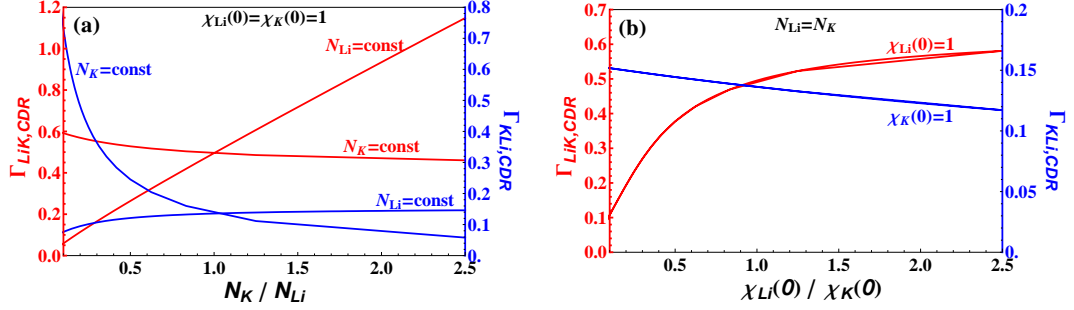 (a)
χLi(0)=χK(0)=1
NLi=const
NK=const
NK=const
NLi=const
ΓLiK,CDR
1.2
1.0
0.8
0.6
0.4
0.2
0.0
0.8
0.7
0.6
0.5
0.4
0.3
0.2
0.1
0.
ΓKLi,CDR
0.5
1.0
1.5
2.0
2.5
NK / NLi
(b)
NLi=NK
χLi(0)=1
χK(0)=1
ΓLiK,CDR
0.7
0.6
0.5
0.4
0.3
0.2
0.1
0.0
0.2
0.15
0.1
0.05
0.
ΓKLi,CDR
0.5
1.0
1.5
2.0
2.5
χLi(0) / χK(0)